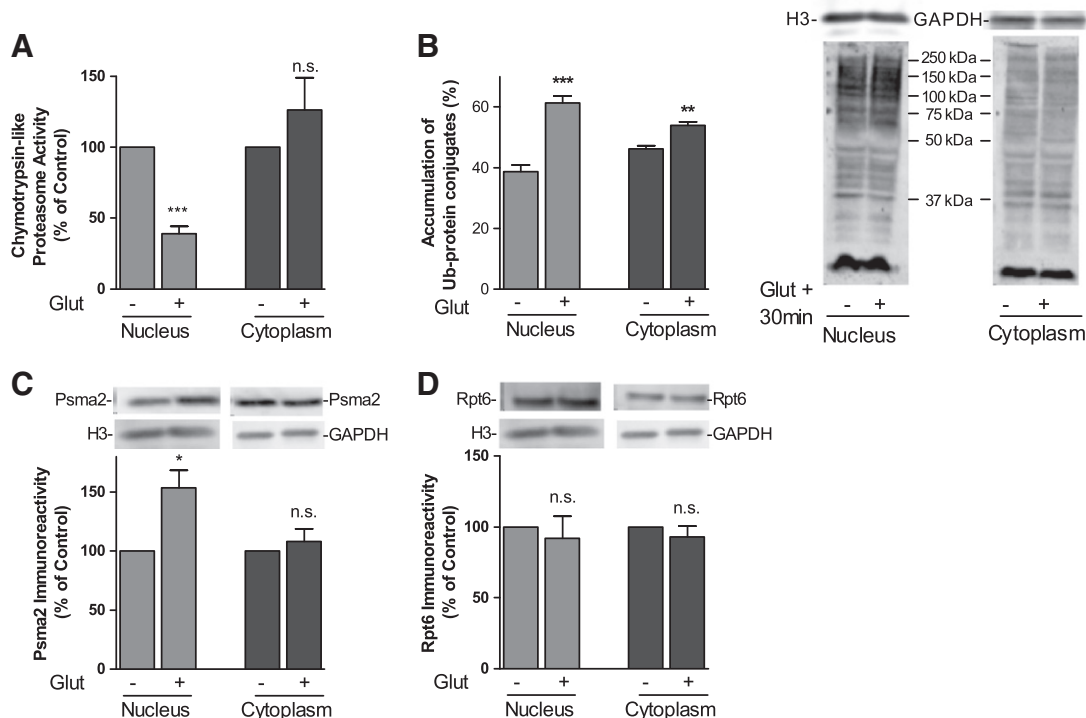 A
Chymotrypsin-like
Proteasome Activity
(% of Control)
150
100
50
0
***
n.s.
Glut - + - +
Nucleus Cytoplasm
B
Accumulation of
Ub-protein conjugates (%)
60
40
20
0
***
**
- + - +
Nucleus Cytoplasm
H3- GAPDH-
250 kDa
150 kDa
100 kDa
75 kDa
50 kDa
37 kDa
Glut +
30min
- + - +
Nucleus Cytoplasm
C
Psma2- -Psma2
H3- -GAPDH
Psma2 Immunoreactivity
(% of Control)
150
100
50
0
*
n.s.
Glut - + - +
Nucleus Cytoplasm
D
Rpt6- -Rpt6
H3- -GAPDH
Rpt6 Immunoreactivity
(% of Control)
150
100
50
0
n.s.
n.s.
Glut - + - +
Nucleus Cytoplasm